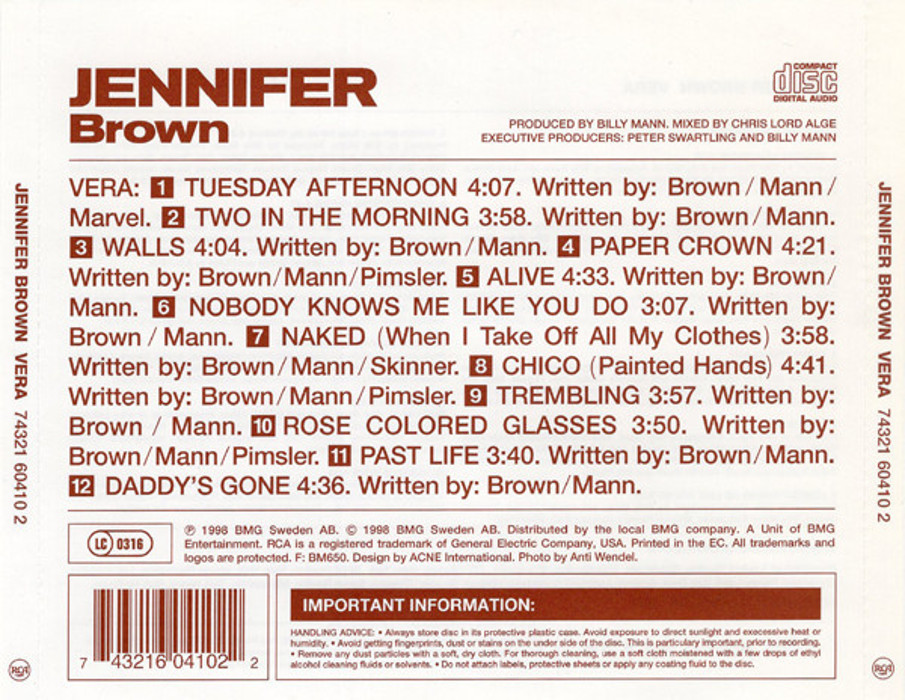 JENNIFER
Brown
COMPACT
disc
DIGITAL AUDIO
PRODUCED BY BILLY MANN. MIXED BY CHRIS LORD ALGE
EXECUTIVE PRODUCERS: PETER SWARTLING AND BILLY MANN
VERA: 1 TUESDAY AFTERNOON 4:07. Written by: Brown / Mann /
Marvel. 2 TWO IN THE MORNING 3:58. Written by: Brown / Mann.
3 WALLS 4:04. Written by: Brown / Mann. 4 PAPER CROWN 4:21.
Written by: Brown/Mann/Pimsler. 5 ALIVE 4:33. Written by: Brown/
Mann. 6 NOBODY KNOWS ME LIKE YOU DO 3:07. Written by:
Brown / Mann. 7 NAKED (When I Take Off All My Clothes) 3:58.
Written by: Brown/Mann/Skinner. 8 CHICO (Painted Hands) 4:41.
Written by: Brown/Mann/Pimsler. 9 TREMBLING 3:57. Written by:
Brown / Mann. 10 ROSE COLORED GLASSES 3:50. Written by:
Brown/Mann/Pimsler. 11 PAST LIFE 3:40. Written by: Brown/Mann.
12 DADDY'S GONE 4:36. Written by: Brown/Mann.
LC 0316
℗ 1998 BMG Sweden AB. © 1998 BMG Sweden AB. Distributed by the local BMG company. A Unit of BMG
Entertainment. RCA is a registered trademark of General Electric Company, USA. Printed in the EC. All trademarks and
logos are protected. F: BM650. Design by ACNE International. Photo by Anti Wendel.
7 43216 04102 2
IMPORTANT INFORMATION:
HANDLING ADVICE: • Always store disc in its protective plastic case. Avoid exposure to direct sunlight and execessive heat or
humidity. • Avoid getting fingerprints, dust or stains on the under side of the disc. This is particulary important, prior to recording.
• Remove any dust particles with a soft, dry cloth. For thorough cleaning, use a soft cloth moistened with a few drops of ethyl
alcohol cleaning fluids or solvents. • Do not attach labels, protective sheets or apply any coating fluid to the disc.
JENNIFER BROWN VERA 74321 60410 2
RCA
JENNIFER BROWN VERA 74321 60410 2
RCA